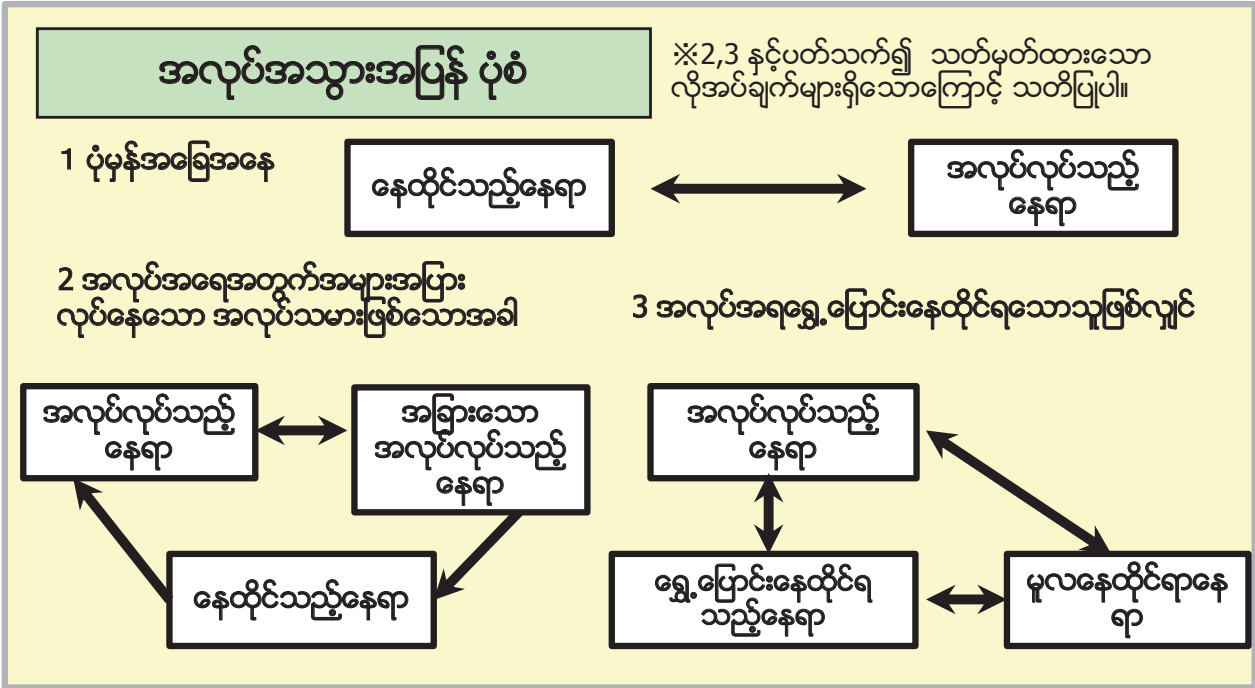 အလုပ်အသွားအပြန် ပုံစံ
※2,3 နှင့်ပတ်သက်၍ သတ်မှတ်ထားသော
လိုအပ်ချက်များရှိသောကြောင့် သတိပြုပါ။
1 ပုံမှန်အခြေအနေ
နေထိုင်သည့်နေရာ
အလုပ်လုပ်သည့်
နေရာ
2 အလုပ်အရေအတွက်အများအပြား
လုပ်နေသော အလုပ်သမားဖြစ်သောအခါ
3 အလုပ်အရရွှေ့ပြောင်းနေထိုင်ရသောသူဖြစ်လျှင်
အလုပ်လုပ်သည့်
နေရာ
အခြားသော
အလုပ်လုပ်သည့်
နေရာ
နေထိုင်သည့်နေရာ
အလုပ်လုပ်သည့်
နေရာ
ရွှေ့ပြောင်းနေထိုင်ရ
သည့်နေရာ
မူလနေထိုင်ရာနေ
ရာ